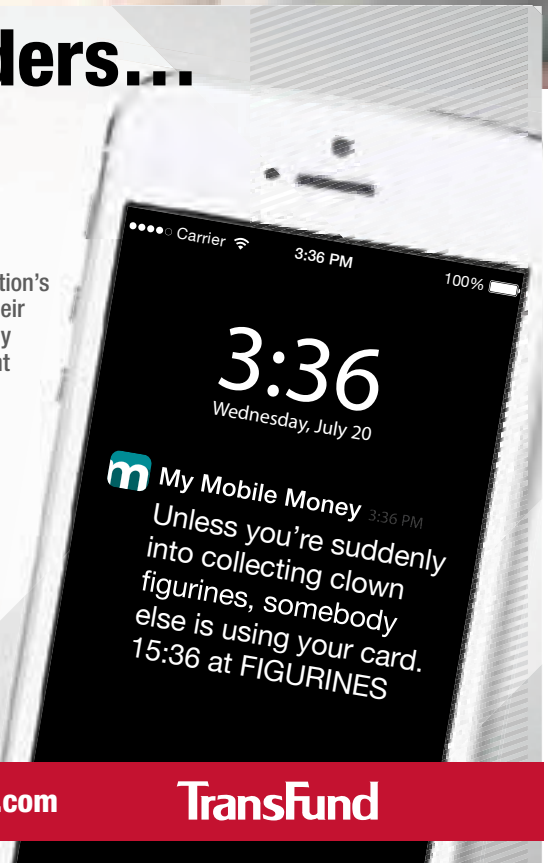 ders...
tion's
eir
y
nt
Carrier
3:36 PM
100%
3:36
Wednesday, July 20
m My Mobile Money 3:36 PM
Unless you're suddenly
into collecting clown
figurines, somebody
else is using your card.
15:36 at FIGURINES
.com
TransFund